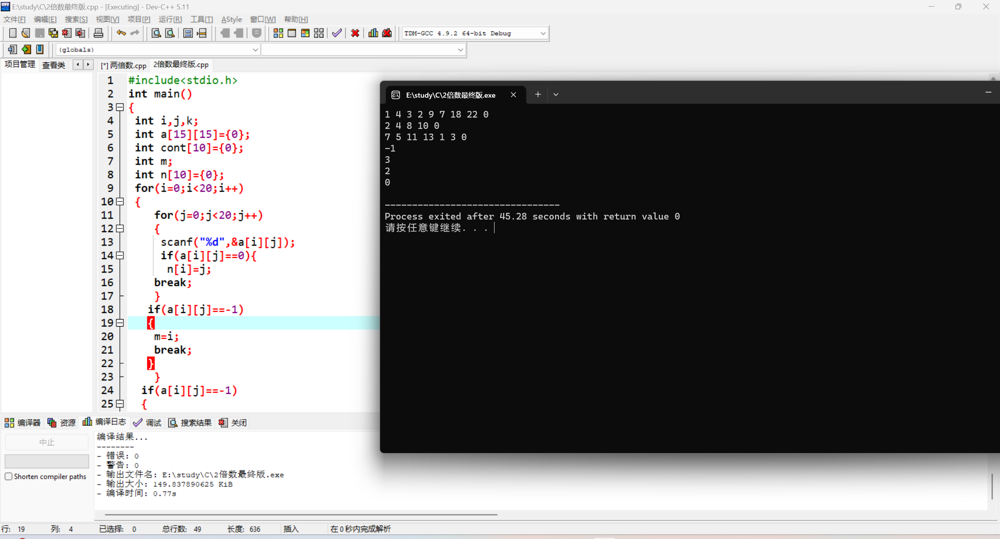 E:\study\C\2倍数最终版.cpp - [Executing] - Dev-C++ 5.11
文件[F] 编辑[E] 搜索[S] 视图[V] 项目[P] 运行[R] 工具[T] AStyle 窗口[W] 帮助[H]
TDM-GCC 4.9.2 64-bit Debug
(globals)
项目管理 查看类 [*] 两倍数.cpp 2倍数最终版.cpp
1 #include<stdio.h>
2 int main()
3 {
4 int i,j,k;
5 int a[15][15]={0};
6 int cont[10]={0};
7 int m;
8 int n[10]={0};
9 for(i=0;i<20;i++)
10 {
11 for(j=0;j<20;j++)
12 {
13 scanf("%d",&a[i][j]);
14 if(a[i][j]==0){
15 n[i]=j;
16 break;
17 }
18 if(a[i][j]==-1)
19 {
20 m=i;
21 break;
22 }
23 }
24 if(a[i][j]==-1)
25 {
E:\study\C\2倍数最终版.exe
1 4 3 2 9 7 18 22 0
2 4 8 10 0
7 5 11 13 1 3 0
-1
3
2
0
--------------------------------
Process exited after 45.28 seconds with return value 0
请按任意键继续. . .
编译器 资源 编译日志 调试 搜索结果 关闭
中止
Shorten compiler paths
编译结果...
--------
- 错误: 0
- 警告: 0
- 输出文件名: E:\study\C\2倍数最终版.exe
- 输出大小: 149.837890625 KiB
- 编译时间: 0.77s
行: 19 列: 4 已选择: 0 总行数: 49 长度: 636 插入 在 0 秒内完成解析